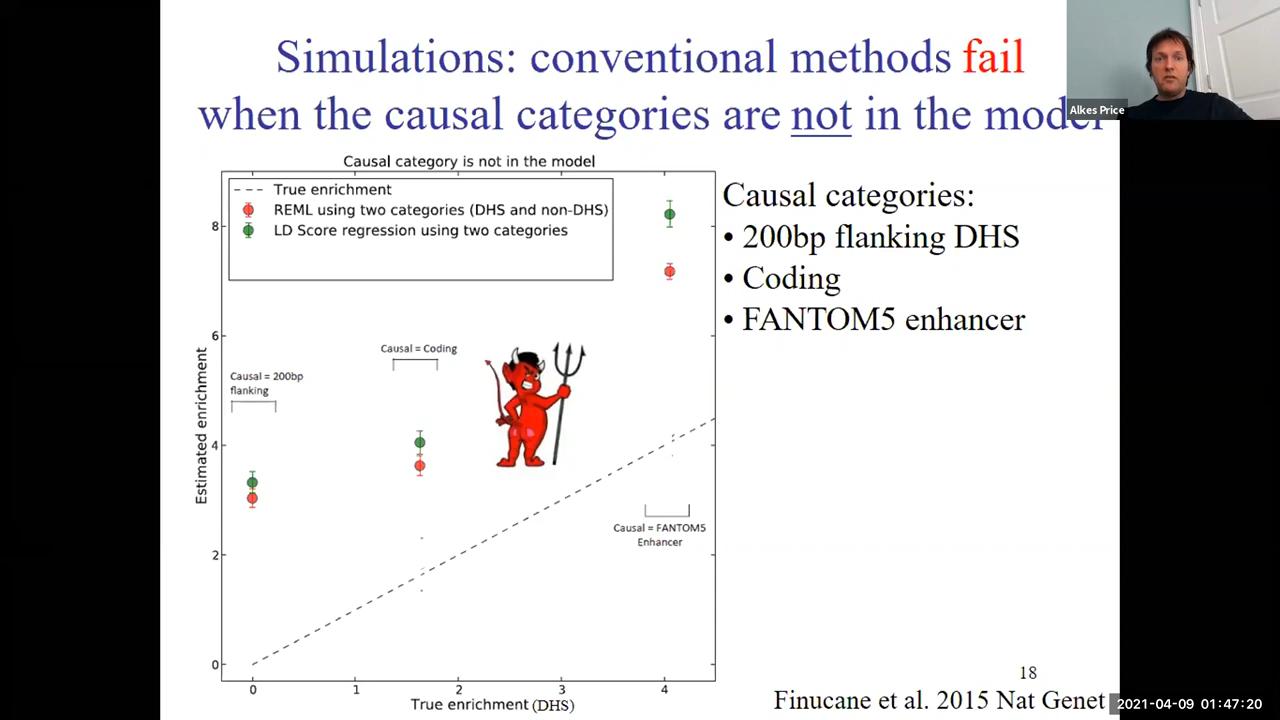 Simulations: conventional methods fail
when the causal categories are not in the model
Alkes Price
Causal category is not in the model
True enrichment
REML using two categories (DHS and non-DHS)
LD Score regression using two categories
Causal categories:
• 200bp flanking DHS
• Coding
• FANTOM5 enhancer
8
6
4
2
0
Estimated enrichment
Causal = 200bp
flanking
Causal = Coding
Causal = FANTOM5
Enhancer
0 1 2 3 4
True enrichment (DHS)
18
Finucane et al. 2015 Nat Genet
2021-04-09 01:47:20